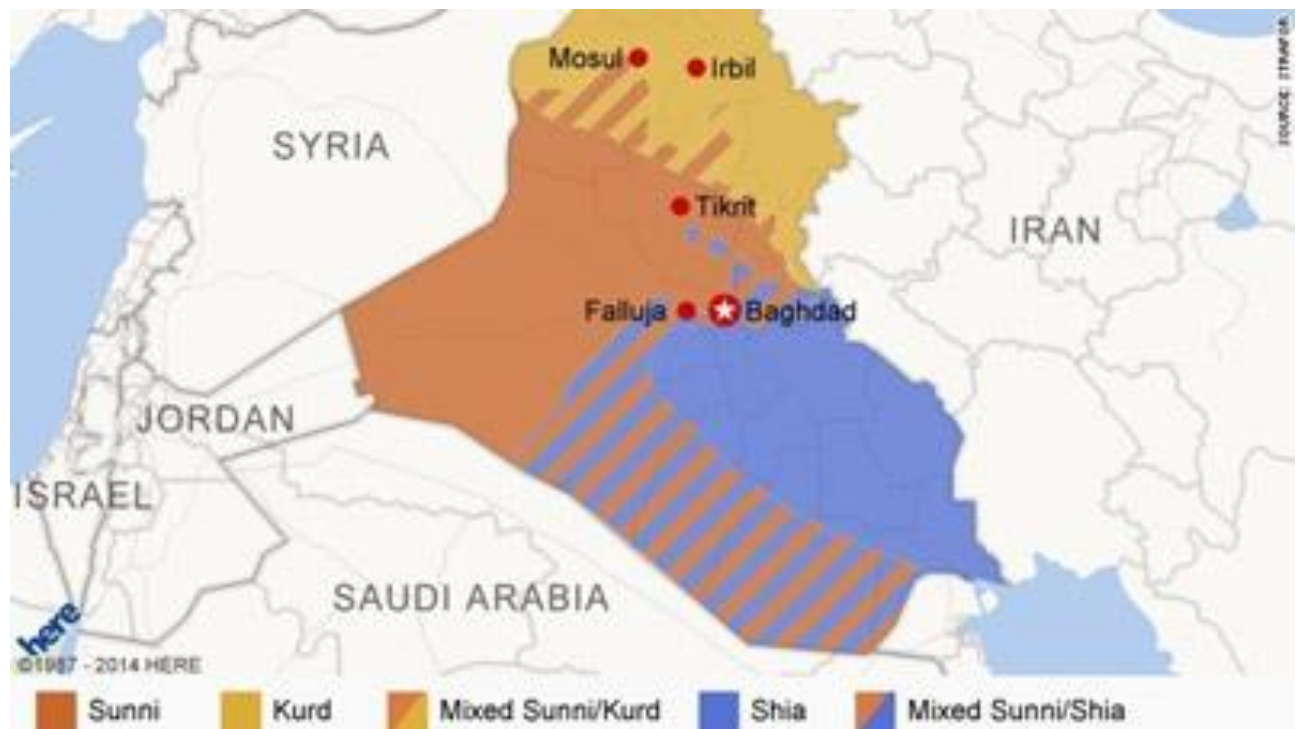 SOURCE: STRATFOR
Mosul
Irbil
SYRIA
Tikrit
IRAN
Falluja
Baghdad
JORDAN
ISRAEL
SAUDI ARABIA
here
©1987 - 2014 HERE
Sunni
Kurd
Mixed Sunni/Kurd
Shia
Mixed Sunni/Shia